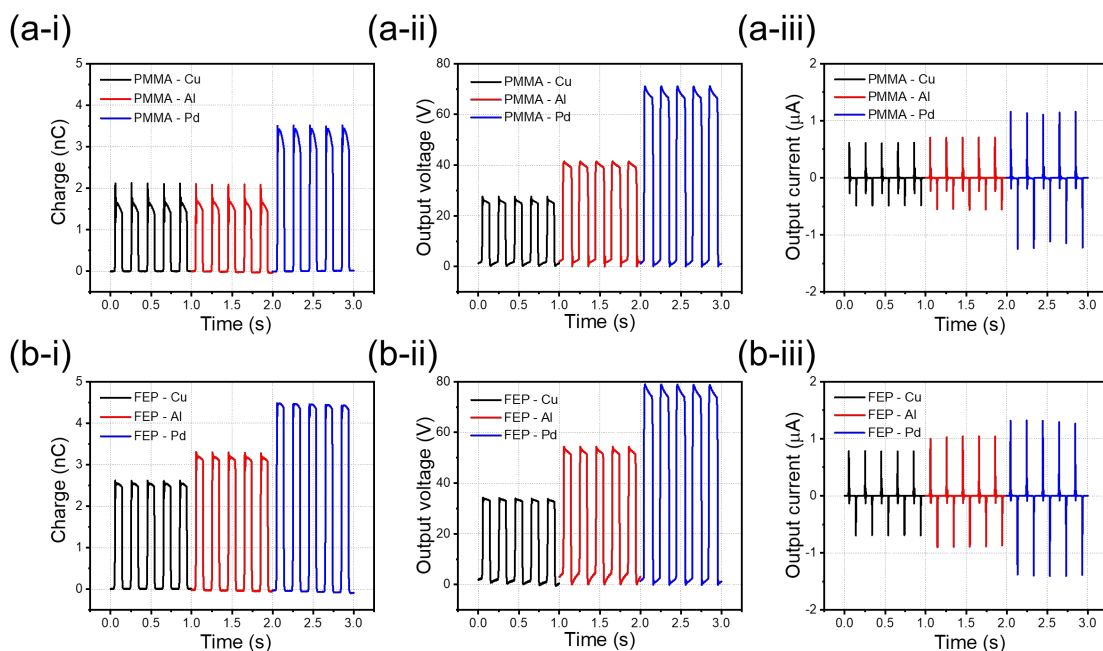 (a-i)
5
4
3
2
1
0
Charge (nC)
PMMA - Cu
PMMA - Al
PMMA - Pd
0.0 0.5 1.0 1.5 2.0 2.5 3.0
Time (s)
(a-ii)
80
60
40
20
0
Output voltage (V)
PMMA - Cu
PMMA - Al
PMMA - Pd
0.0 0.5 1.0 1.5 2.0 2.5 3.0
Time (s)
(a-iii)
2
1
0
-1
-2
Output current (μA)
PMMA - Cu
PMMA - Al
PMMA - Pd
0.0 0.5 1.0 1.5 2.0 2.5 3.0
Time (s)
(b-i)
5
4
3
2
1
0
Charge (nC)
FEP - Cu
FEP - Al
FEP - Pd
0.0 0.5 1.0 1.5 2.0 2.5 3.0
Time (s)
(b-ii)
80
60
40
20
0
Output voltage (V)
FEP - Cu
FEP - Al
FEP - Pd
0.0 0.5 1.0 1.5 2.0 2.5 3.0
Time (s)
(b-iii)
2
1
0
-1
-2
Output current (μA)
FEP - Cu
FEP - Al
FEP - Pd
0.0 0.5 1.0 1.5 2.0 2.5 3.0
Time (s)